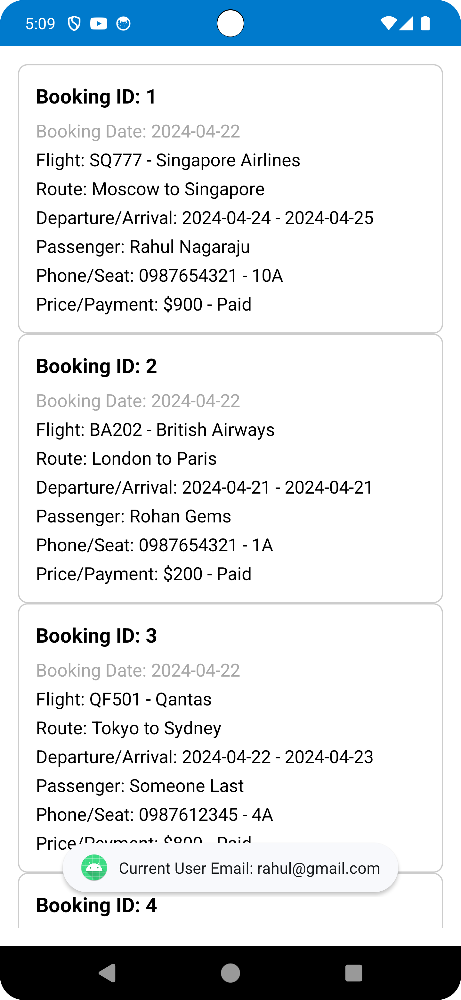 5:09
Booking ID: 1
Booking Date: 2024-04-22
Flight: SQ777 - Singapore Airlines
Route: Moscow to Singapore
Departure/Arrival: 2024-04-24 - 2024-04-25
Passenger: Rahul Nagaraju
Phone/Seat: 0987654321 - 10A
Price/Payment: $900 - Paid
Booking ID: 2
Booking Date: 2024-04-22
Flight: BA202 - British Airways
Route: London to Paris
Departure/Arrival: 2024-04-21 - 2024-04-21
Passenger: Rohan Gems
Phone/Seat: 0987654321 - 1A
Price/Payment: $200 - Paid
Booking ID: 3
Booking Date: 2024-04-22
Flight: QF501 - Qantas
Route: Tokyo to Sydney
Departure/Arrival: 2024-04-22 - 2024-04-23
Passenger: Someone Last
Phone/Seat: 0987612345 - 4A
Price/Payment: $800 - Paid
Current User Email: rahul@gmail.com
Booking ID: 4